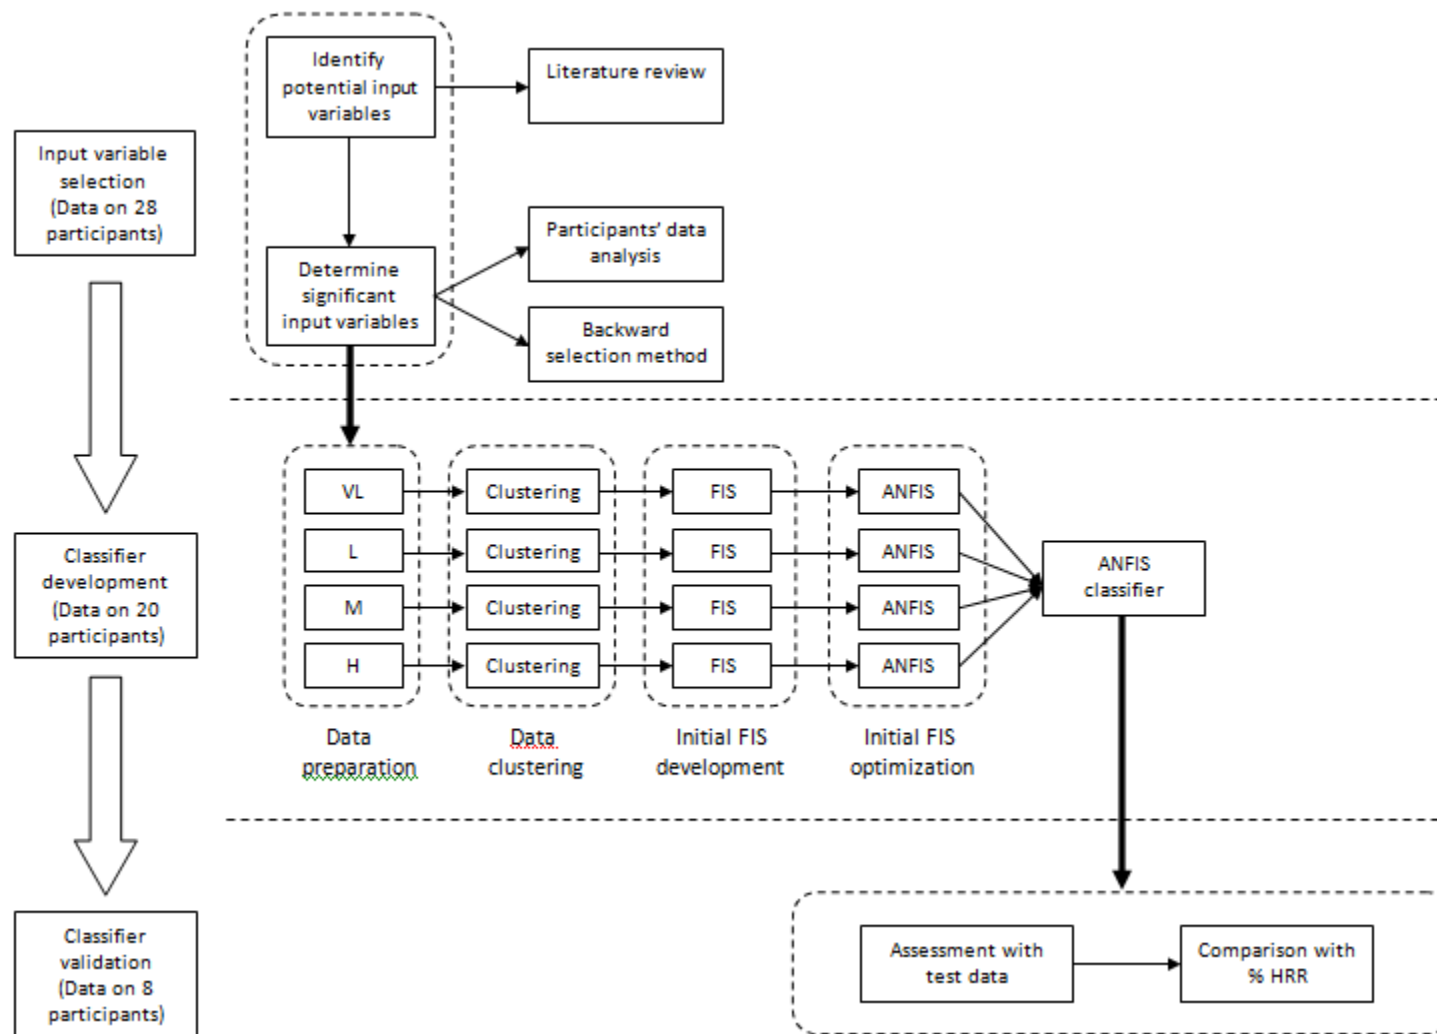 Identify
potential input
variables
Literature review
Input variable
selection
(Data on 28
participants)
Participants' data
analysis
Determine
significant
input variables
Backward
selection method
VL
Clustering
FIS
ANFIS
L
Clustering
FIS
ANFIS
M
Clustering
FIS
ANFIS
H
Clustering
FIS
ANFIS
ANFIS
classifier
Classifier
development
(Data on 20
participants)
Data
preparation
Data
clustering
Initial FIS
development
Initial FIS
optimization
Classifier
validation
(Data on 8
participants)
Assessment with
test data
Comparison with
% HRR